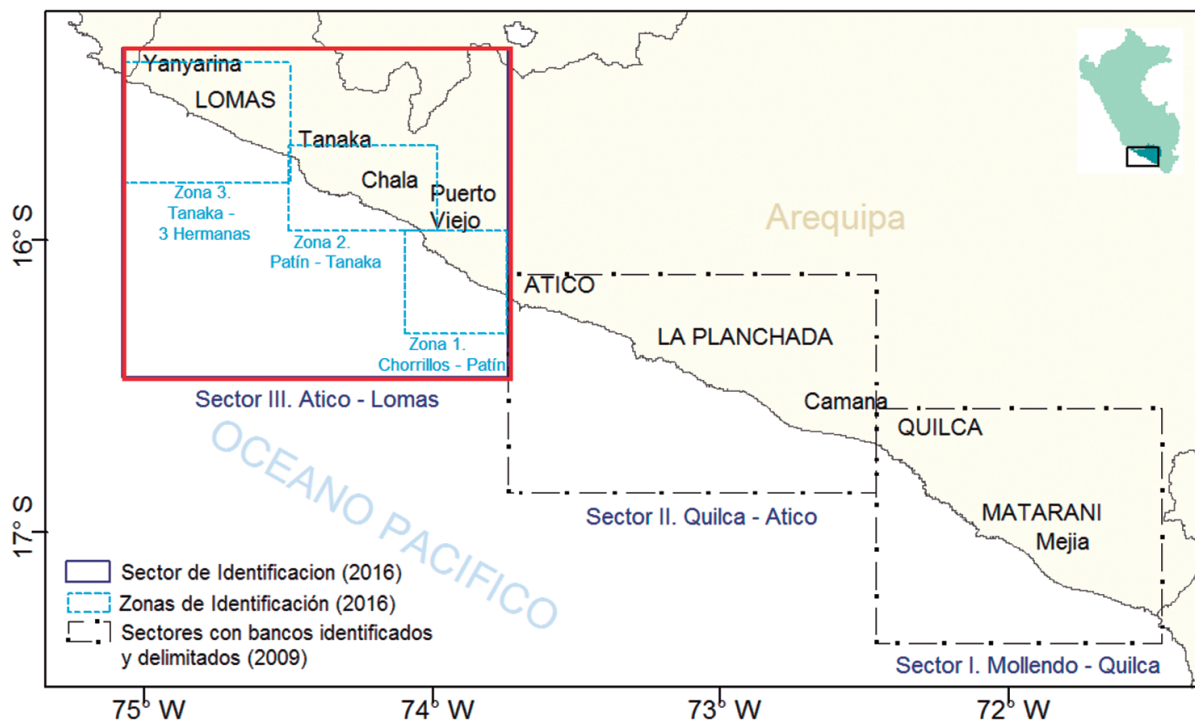 Yanyarina
LOMAS
Tanaka
Chala
Puerto
Viejo
Zona 3.
Tanaka -
3 Hermanas
Zona 2.
Patín - Tanaka
Zona 1.
Chorrillos - Patín
Sector III. Atico - Lomas
Arequipa
ATICO
LA PLANCHADA
Camana
QUILCA
MATARANI
Mejia
Sector II. Quilca - Atico
Sector I. Mollendo - Quilca
OCEANO PACIFICO
16° S
17° S
Sector de Identificacion (2016)
Zonas de Identificación (2016)
Sectores con bancos identificados
y delimitados (2009)
75° W
74° W
73° W
72° W